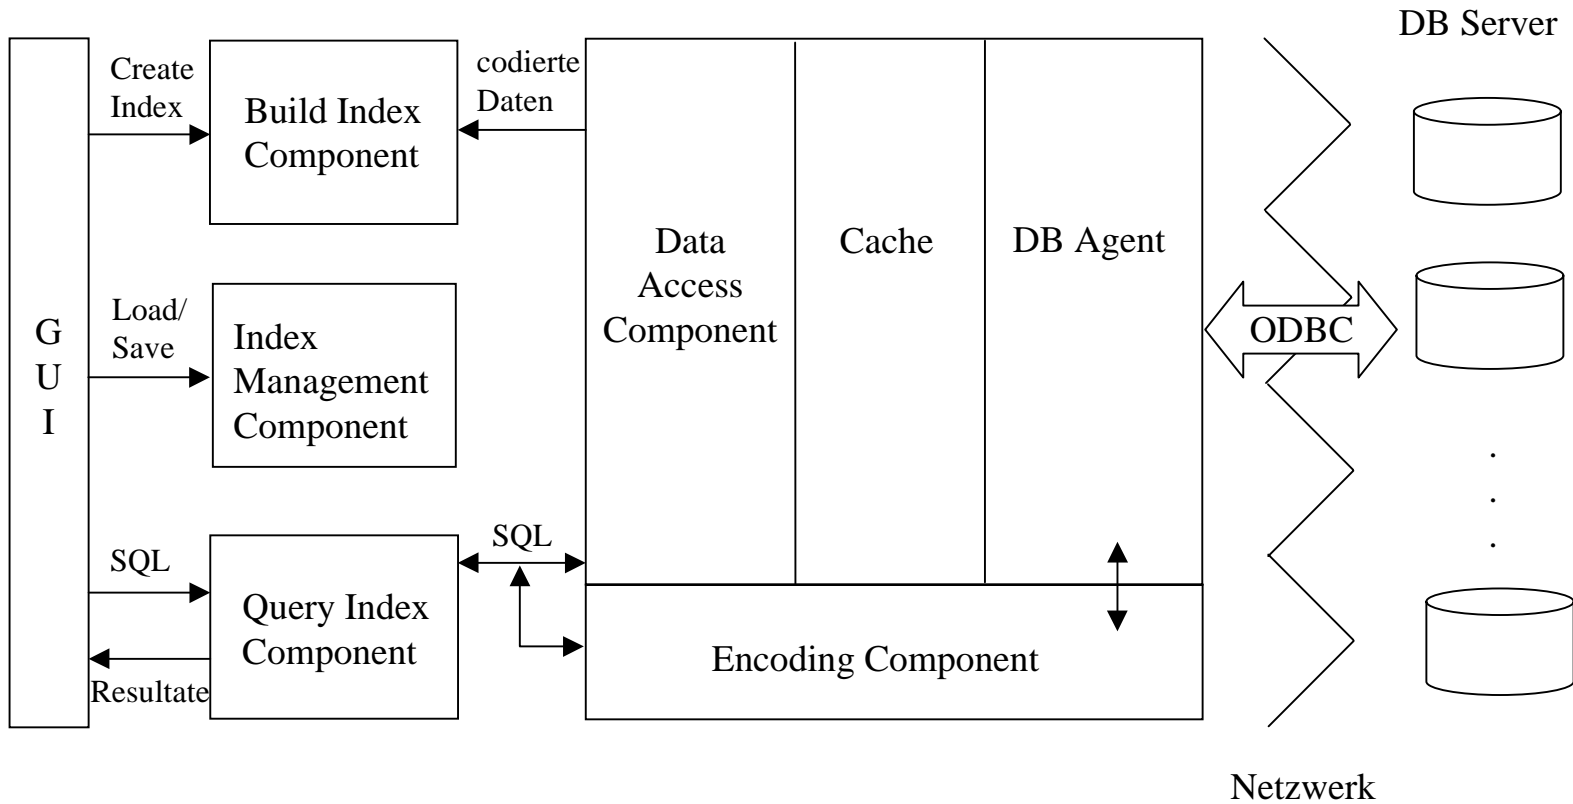 DB Server
Create
Index
codierte
Daten
Build Index
Component
Data
Access
Component
Cache
DB Agent
G
U
I
Load/
Save
Index
Management
Component
ODBC
.
.
.
SQL
SQL
Query Index
Component
Encoding Component
Resultate
Netzwerk